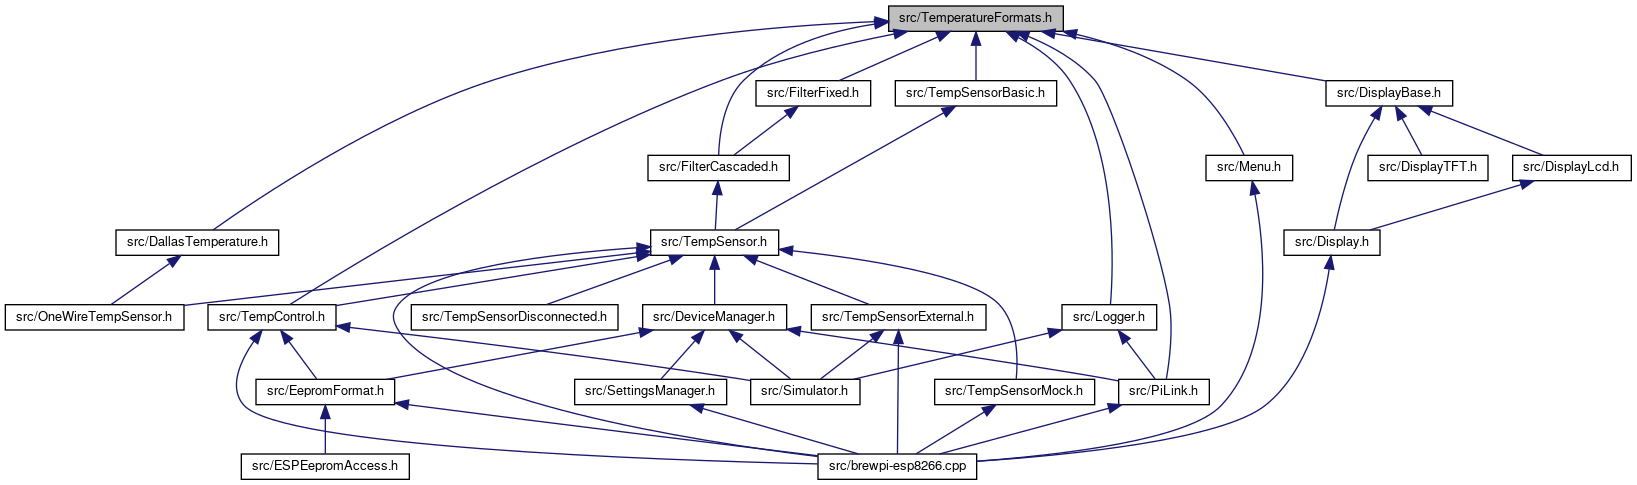 src/TemperatureFormats.h
src/FilterFixed.h
src/TempSensorBasic.h
src/DisplayBase.h
src/FilterCascaded.h
src/Menu.h
src/DisplayTFT.h
src/DisplayLcd.h
src/DallasTemperature.h
src/TempSensor.h
src/Display.h
src/OneWireTempSensor.h
src/TempControl.h
src/TempSensorDisconnected.h
src/DeviceManager.h
src/TempSensorExternal.h
src/Logger.h
src/EepromFormat.h
src/SettingsManager.h
src/Simulator.h
src/TempSensorMock.h
src/PiLink.h
src/ESPEepromAccess.h
src/brewpi-esp8266.cpp